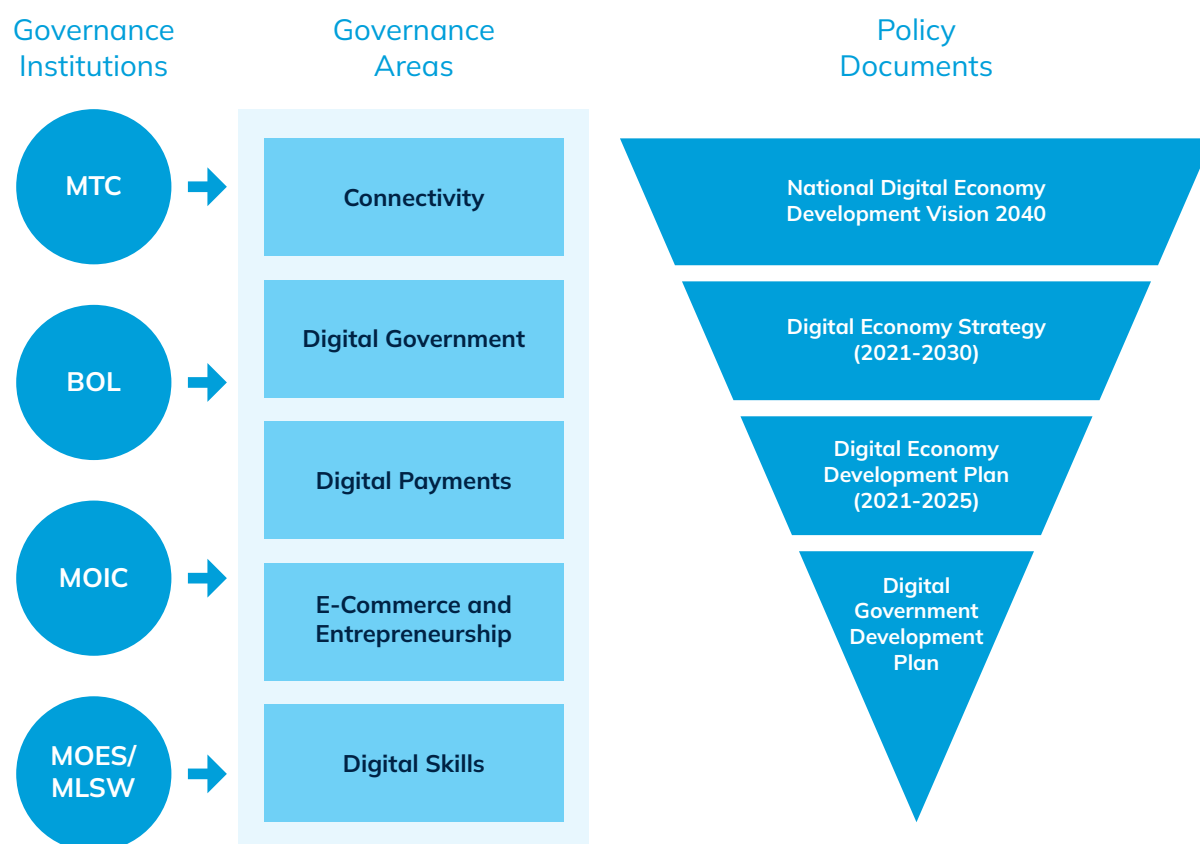 Governance
Institutions
Governance
Areas
Policy
Documents
MTC
BOL
MOIC
MOES/
MLSW
Connectivity
Digital Government
Digital Payments
E-Commerce and
Entrepreneurship
Digital Skills
National Digital Economy
Development Vision 2040
Digital Economy Strategy
(2021-2030)
Digital Economy
Development Plan
(2021-2025)
Digital
Government
Development
Plan